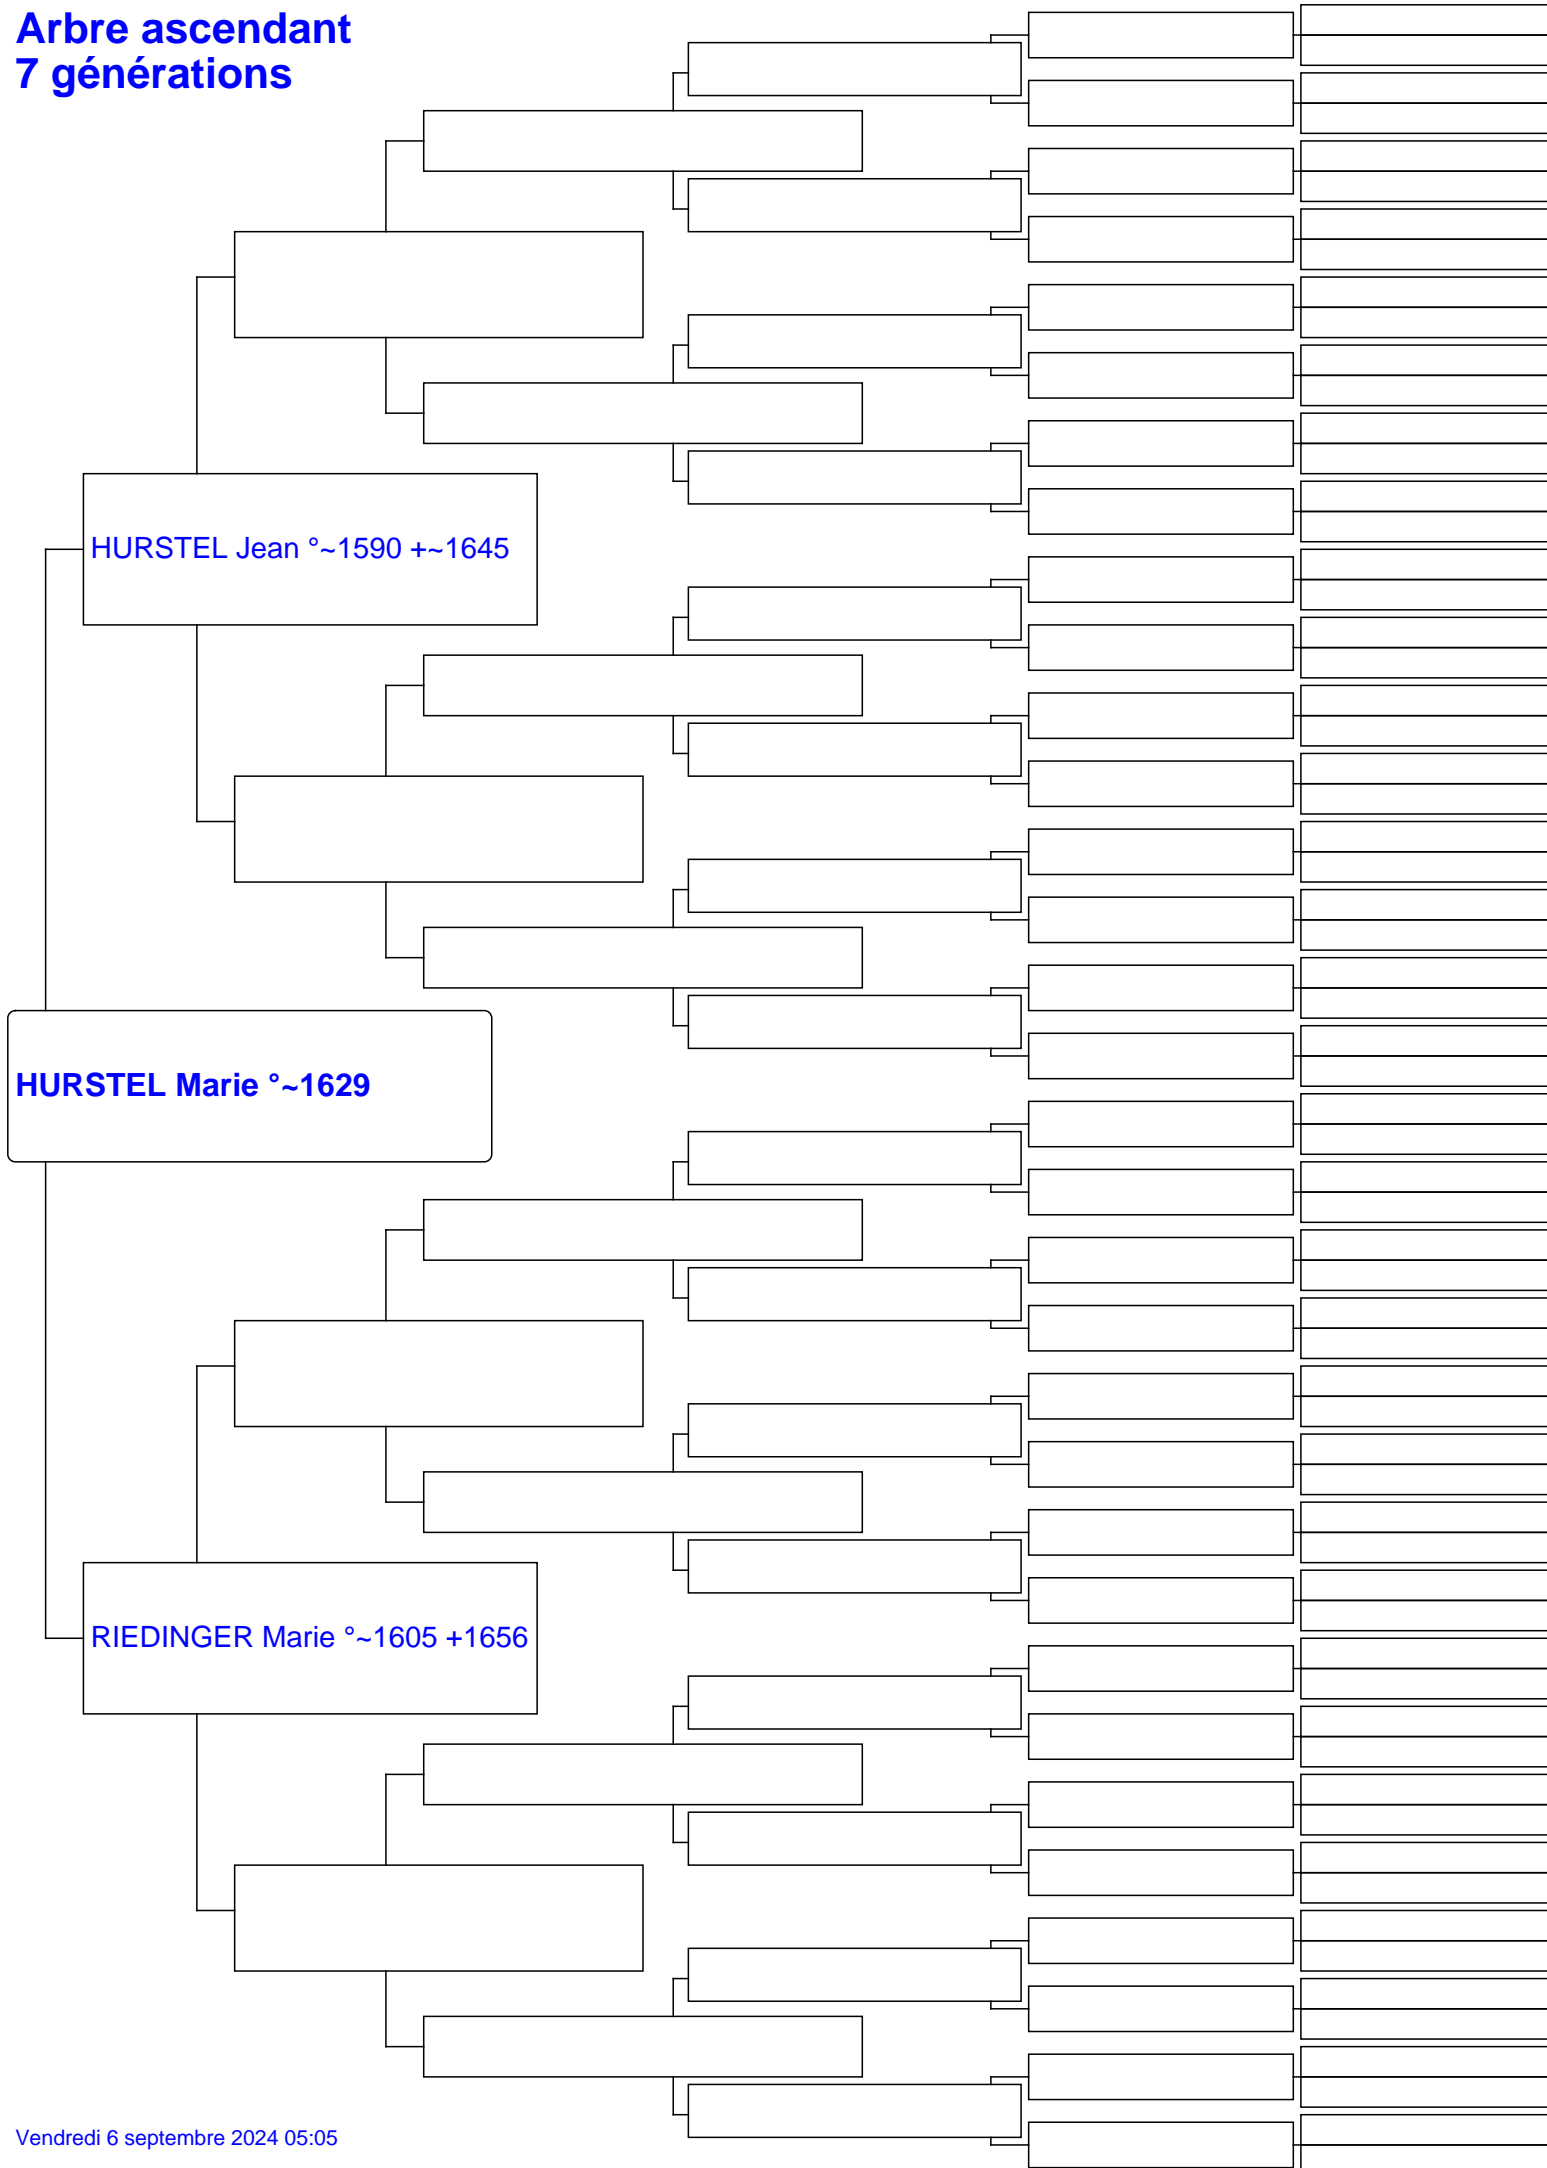 Arbre ascendant
7 générations
HURSTEL Jean °~1590 +~1645
HURSTEL Marie °~1629
RIEDINGER Marie °~1605 +1656
Vendredi 6 septembre 2024 05:05